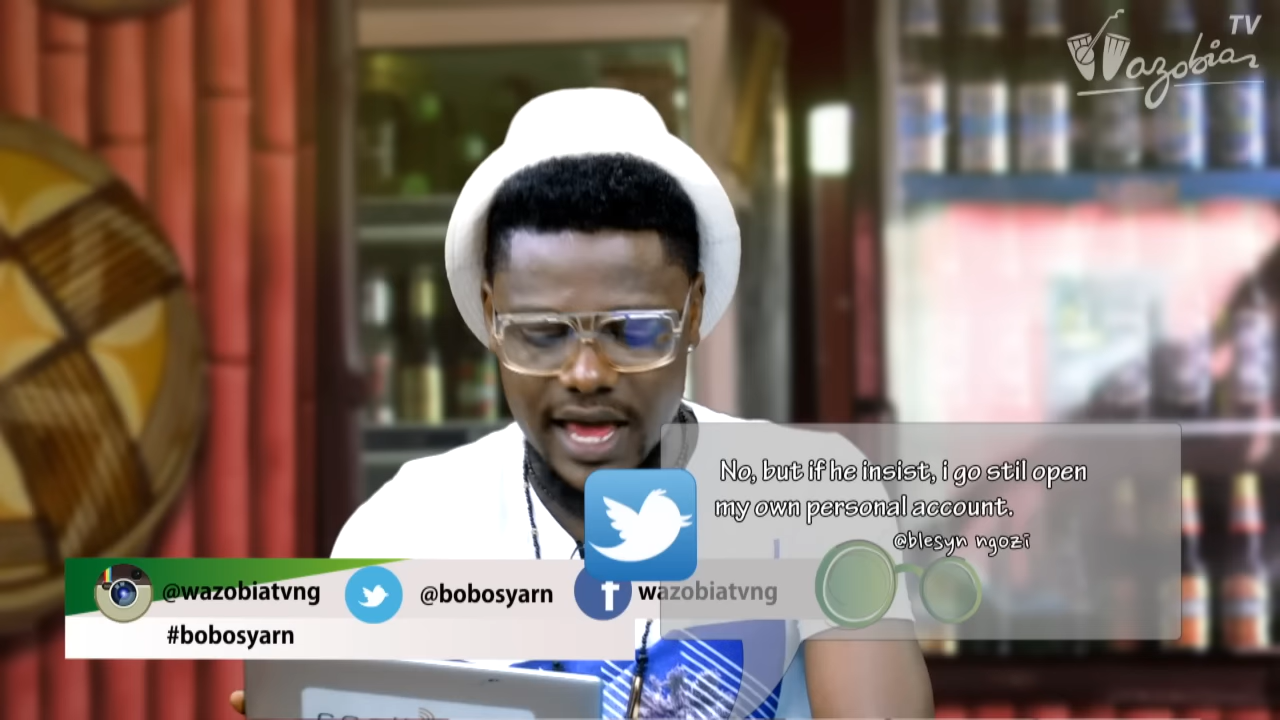 TV
Wazobia
No, but if he insist, i go stil open
my own personal account.
@blesyn ngozi
@wazobiatvng
@bobosyarn
wazobiatvng
#bobosyarn